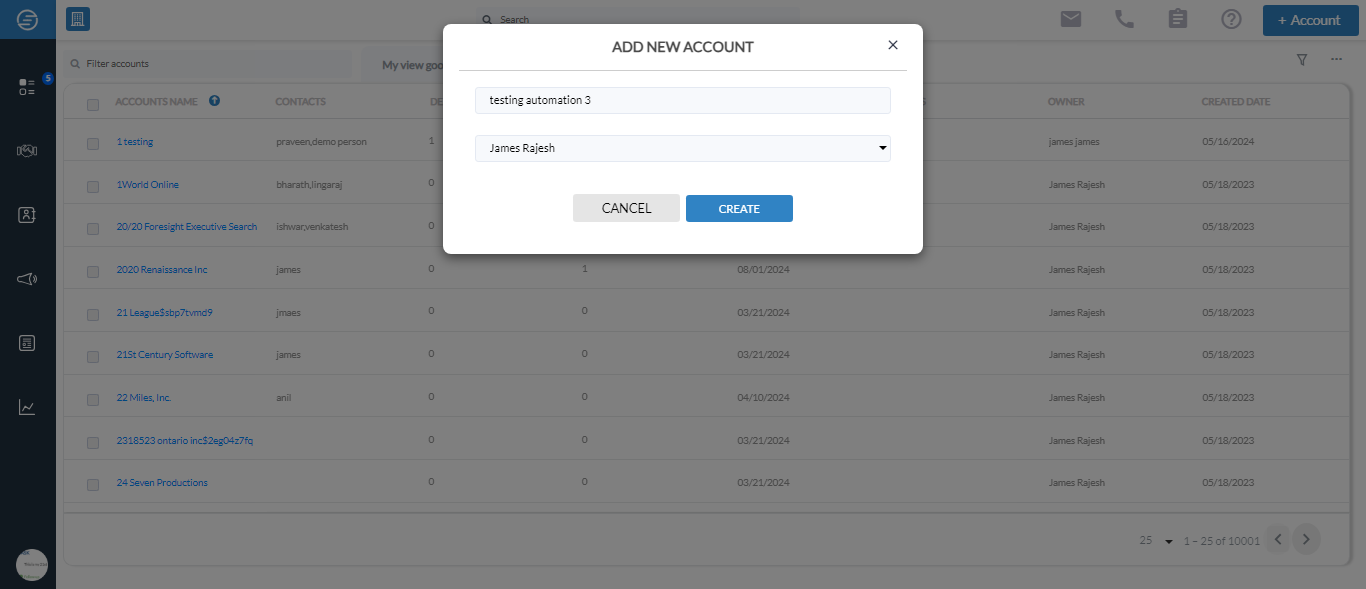 Search
+ Account
ADD NEW ACCOUNT
5
Filter accounts
My view goo
testing automation 3
ACCOUNTS NAME CONTACTS DE S OWNER CREATED DATE
James Rajesh
1 testing praveen,demo person 1 james james 05/16/2024
1World Online bharath,lingaraj 0 James Rajesh 05/18/2023
CANCEL CREATE
20/20 Foresight Executive Search ishwar,venkatesh 0 James Rajesh 05/18/2023
2020 Renaissance Inc james 0 1 08/01/2024 James Rajesh 05/18/2023
21 League$sbp7tvmd9 jmaes 0 0 03/21/2024 James Rajesh 05/18/2023
21St Century Software james 0 0 03/21/2024 James Rajesh 05/18/2023
22 Miles, Inc. anil 0 0 04/10/2024 James Rajesh 05/18/2023
2318523 ontario inc$2eg04z7fq 0 0 03/21/2024 James Rajesh 05/18/2023
24 Seven Productions 0 0 03/21/2024 James Rajesh 05/18/2023
25 1 – 25 of 10001